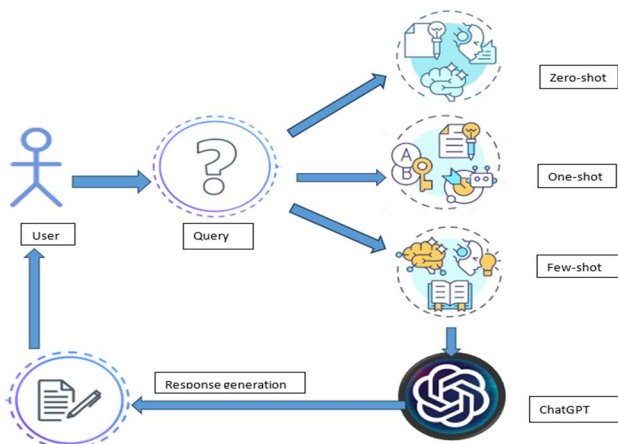 Zero-shot
One-shot
User
Query
?
A
B
Few-shot
Response generation
ChatGPT